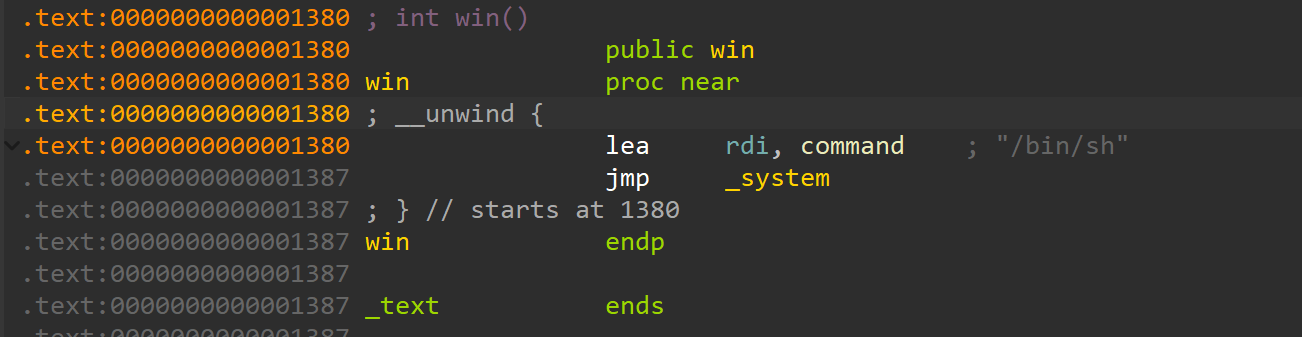 .text:0000000000001380 ; int win()
.text:0000000000001380                 public win
.text:0000000000001380 win             proc near
.text:0000000000001380 ; __unwind {
.text:0000000000001380                 lea     rdi, command    ; "/bin/sh"
.text:0000000000001387                 jmp     _system
.text:0000000000001387 ; } // starts at 1380
.text:0000000000001387 win             endp
.text:0000000000001387
.text:0000000000001387 _text           ends
.text:0000000000001387